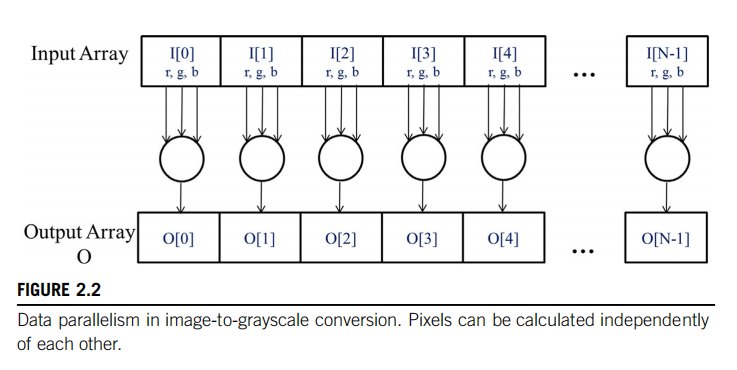 Input Array
I[0] I[1] I[2] I[3] I[4] ... I[N-1]
r, g, b r, g, b r, g, b r, g, b r, g, b r, g, b
Output Array
O
O[0] O[1] O[2] O[3] O[4] ... O[N-1]
FIGURE 2.2
Data parallelism in image-to-grayscale conversion. Pixels can be calculated independently
of each other.